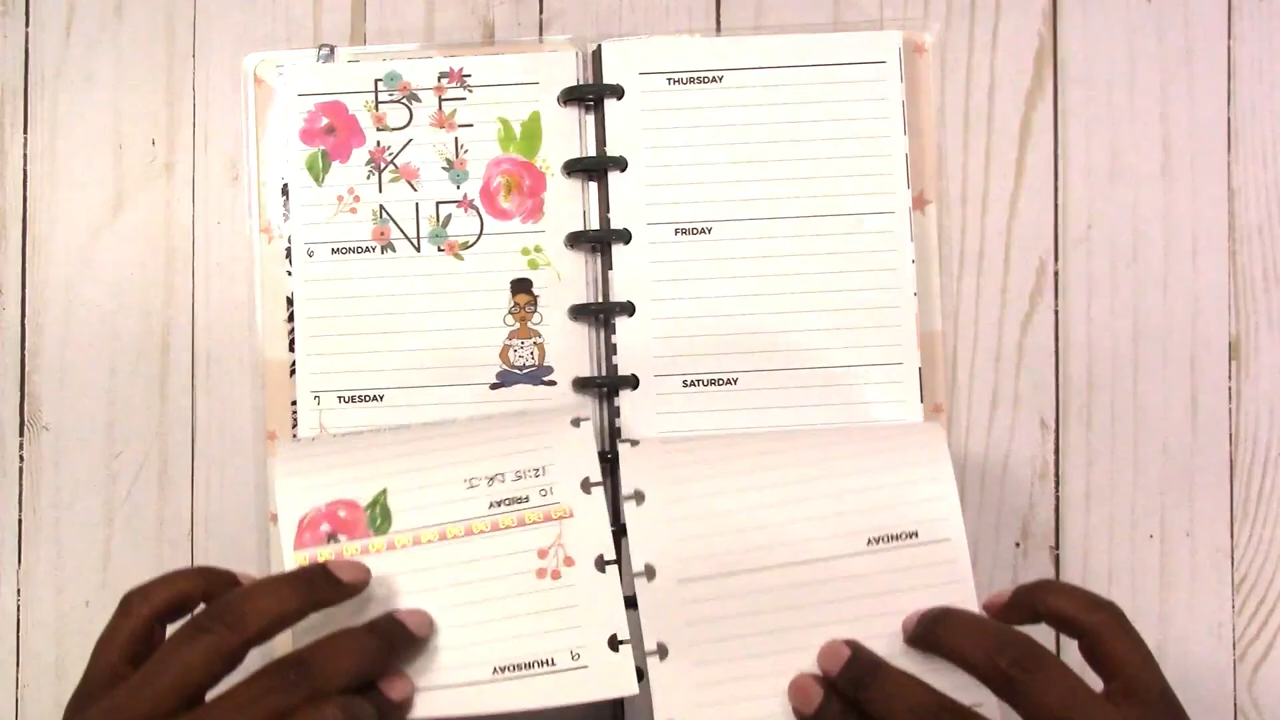 BE
KI
ND
6 MONDAY
7 TUESDAY
THURSDAY
FRIDAY
SATURDAY
12:15 DR. J.
10 FRIDAY
9 THURSDAY
MONDAY